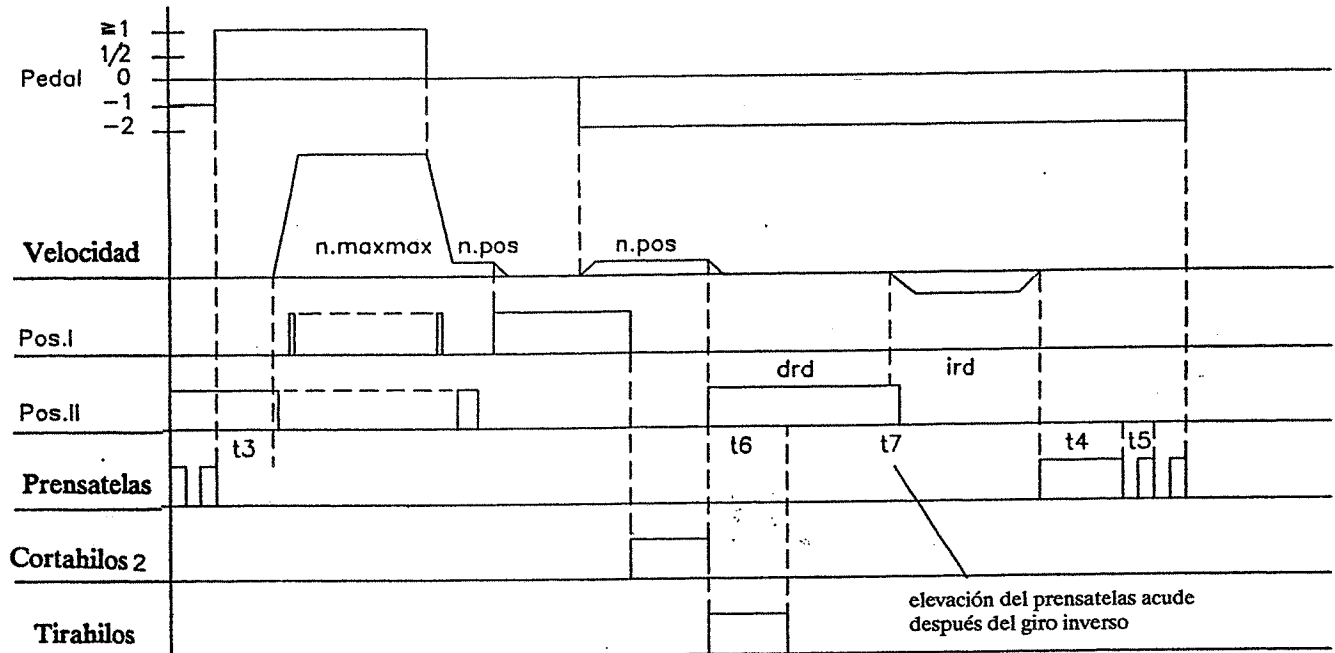 ≥1
1/2
Pedal 0
-1
-2
Velocidad
n.maxmax n.pos n.pos
Pos.I
drd ird
Pos.II
t3 t6 t7 t4 t5
Prensatelas
Cortahilos 2
elevación del prensatelas acude
después del giro inverso
Tirahilos